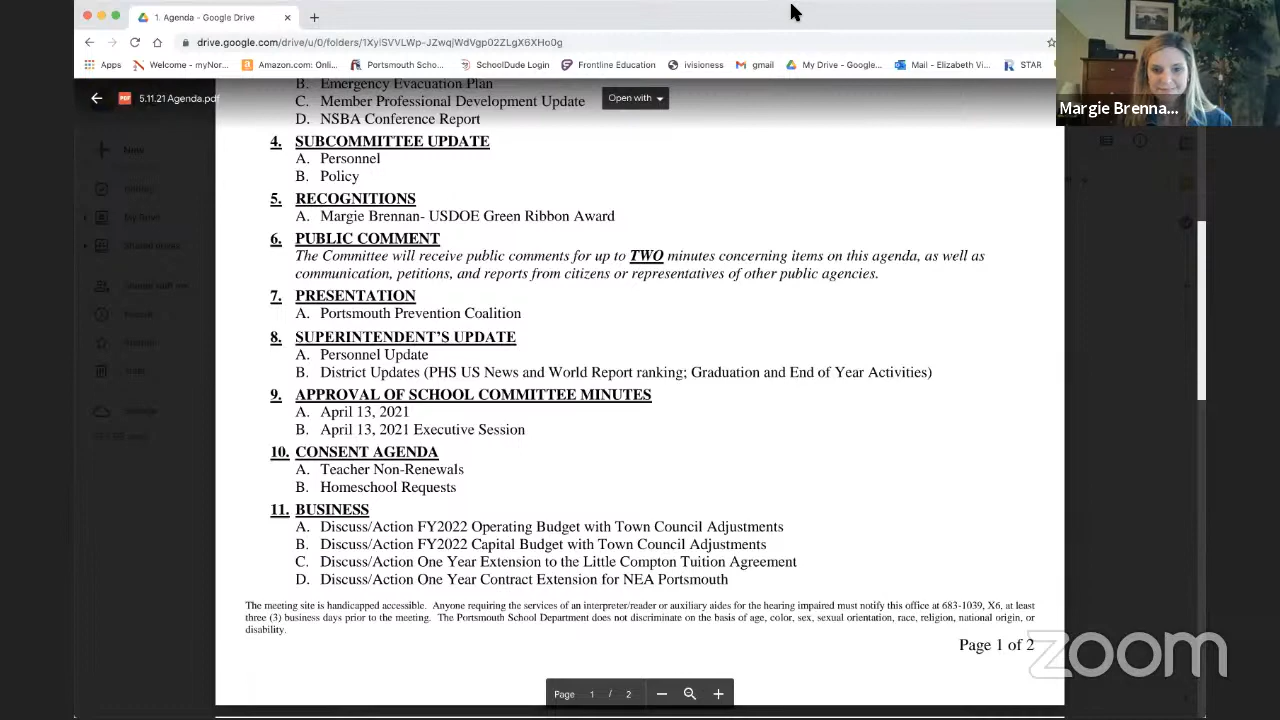 1. Agenda - Google Drive
drive.google.com/drive/u/0/folders/1XyiSVVLWp-JZwqjWdVgp02ZLgX6XHo0g
Apps Welcome - myNor... Amazon.com: Onli... Portsmouth Scho... SchoolDude Login Frontline Education ivisioness gmail My Drive - Google... Mail - Elizabeth Vi... STAR
Margie Brenna...
5.11.21 Agenda.pdf
Open with
B. Emergency Evacuation Plan
C. Member Professional Development Update
D. NSBA Conference Report
4. SUBCOMMITTEE UPDATE
A. Personnel
B. Policy
5. RECOGNITIONS
A. Margie Brennan- USDOE Green Ribbon Award
6. PUBLIC COMMENT
The Committee will receive public comments for up to TWO minutes concerning items on this agenda, as well as
communication, petitions, and reports from citizens or representatives of other public agencies.
7. PRESENTATION
A. Portsmouth Prevention Coalition
8. SUPERINTENDENT'S UPDATE
A. Personnel Update
B. District Updates (PHS US News and World Report ranking; Graduation and End of Year Activities)
9. APPROVAL OF SCHOOL COMMITTEE MINUTES
A. April 13, 2021
B. April 13, 2021 Executive Session
10. CONSENT AGENDA
A. Teacher Non-Renewals
B. Homeschool Requests
11. BUSINESS
A. Discuss/Action FY2022 Operating Budget with Town Council Adjustments
B. Discuss/Action FY2022 Capital Budget with Town Council Adjustments
C. Discuss/Action One Year Extension to the Little Compton Tuition Agreement
D. Discuss/Action One Year Contract Extension for NEA Portsmouth
The meeting site is handicapped accessible. Anyone requiring the services of an interpreter/reader or auxiliary aides for the hearing impaired must notify this office at 683-1039, X6, at least
three (3) business days prior to the meeting. The Portsmouth School Department does not discriminate on the basis of age, color, sex, sexual orientation, race, religion, national origin, or
disability.
Page 1 of 2
zoom
Page 1 / 2